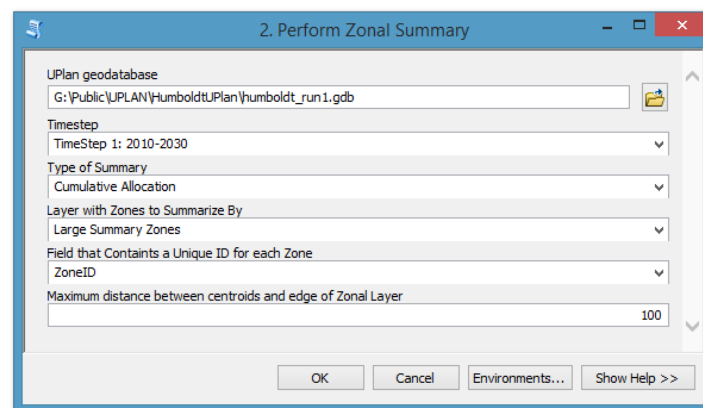 2. Perform Zonal Summary
UPlan geodatabase
G:\Public\UPLAN\HumboldtUPlan\humboldt_run1.gdb
Timestep
TimeStep 1: 2010-2030
Type of Summary
Cumulative Allocation
Layer with Zones to Summarize By
Large Summary Zones
Field that Containts a Unique ID for each Zone
ZoneID
Maximum distance between centroids and edge of Zonal Layer
100
OK Cancel Environments... Show Help >>